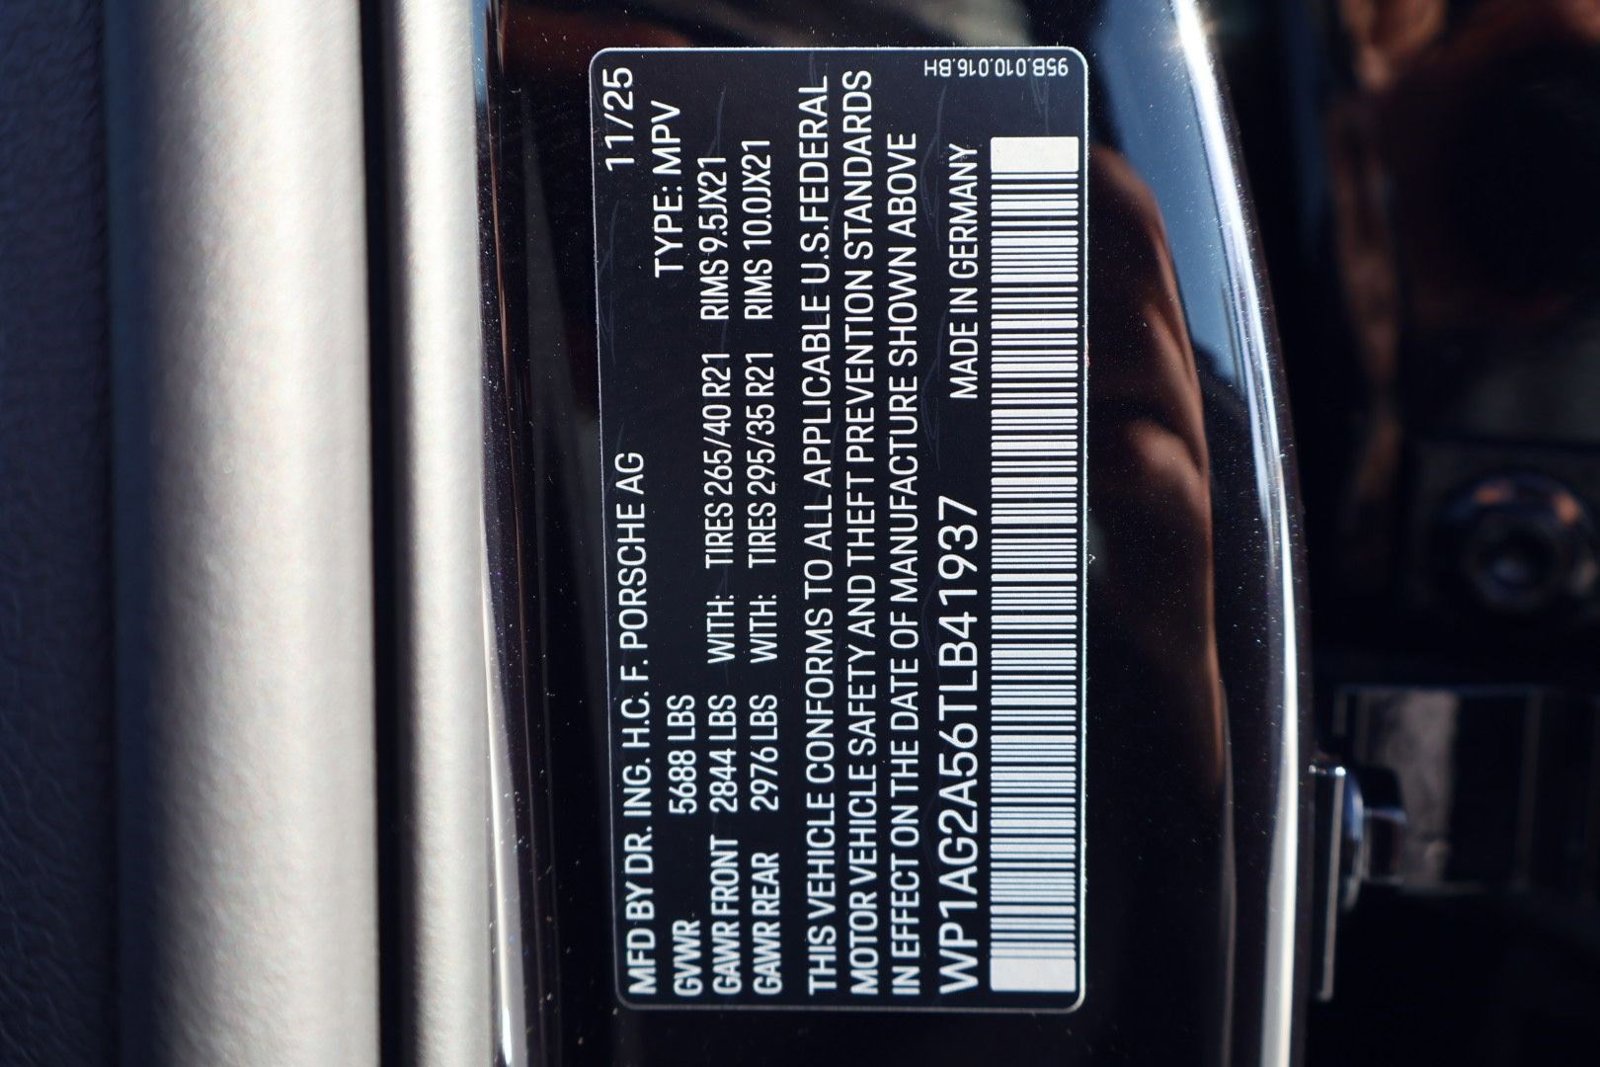 MFD BY DR. ING. H.C. F. PORSCHE AG 11/25
GVWR 5688 LBS TYPE: MPV
GAWR FRONT 2844 LBS WITH: TIRES 265/40 R21 RIMS 9.5JX21
GAWR REAR 2976 LBS WITH: TIRES 295/35 R21 RIMS 10.0JX21
THIS VEHICLE CONFORMS TO ALL APPLICABLE U.S. FEDERAL
MOTOR VEHICLE SAFETY AND THEFT PREVENTION STANDARDS
IN EFFECT ON THE DATE OF MANUFACTURE SHOWN ABOVE
WP1AG2A56TLB41937 MADE IN GERMANY
95B.010.016.BH